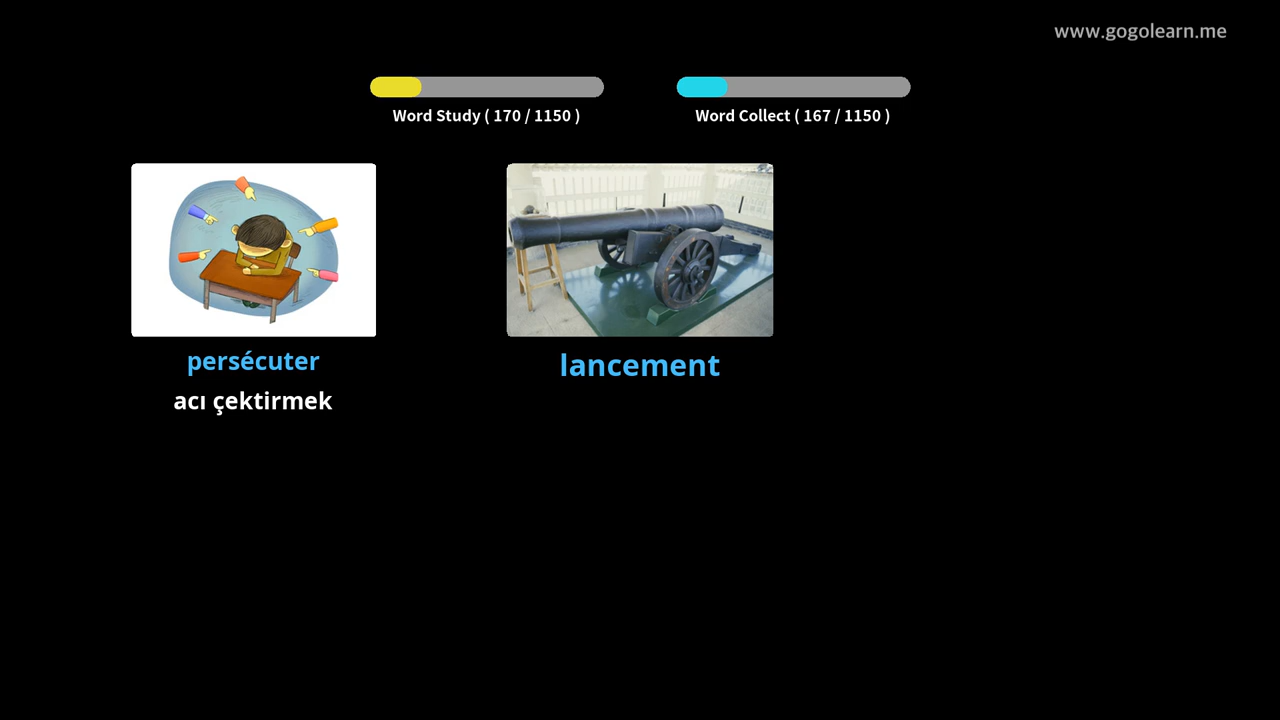 www.gogolearn.me
Word Study ( 170 / 1150 )
Word Collect ( 167 / 1150 )
persécuter
acı çektirmek
lancement